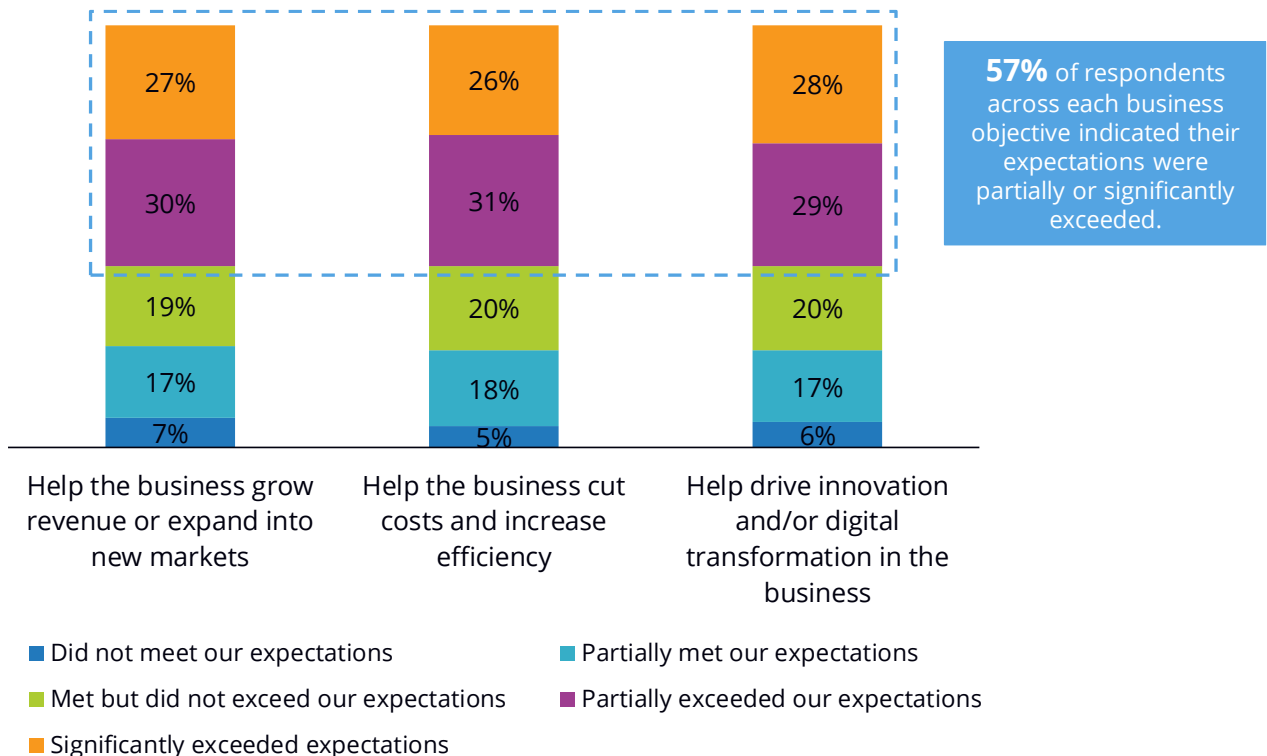 27%
26%
28%
30%
31%
29%
19%
20%
20%
17%
18%
17%
7%
5%
6%
57% of respondents
across each business
objective indicated their
expectations were
partially or significantly
exceeded.
Help the business grow
revenue or expand into
new markets
Help the business cut
costs and increase
efficiency
Help drive innovation
and/or digital
transformation in the
business
Did not meet our expectations
Partially met our expectations
Met but did not exceed our expectations
Partially exceeded our expectations
Significantly exceeded expectations